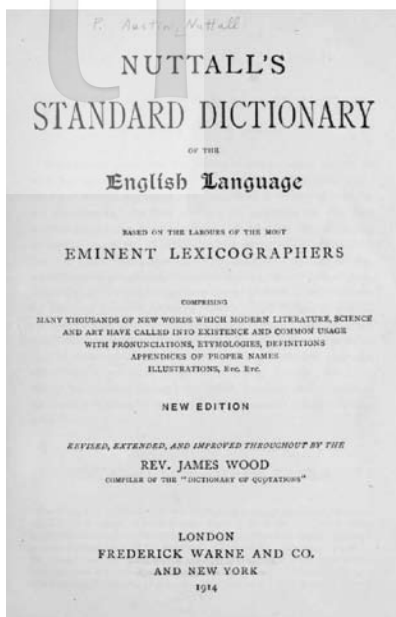 P. Austin Nuttall
NUTTALL'S
STANDARD DICTIONARY
OF THE
English Language
BASED ON THE LABOURS OF THE MOST
EMINENT LEXICOGRAPHERS
COMPRISING
MANY THOUSANDS OF NEW WORDS WHICH MODERN LITERATURE, SCIENCE
AND ART HAVE CALLED INTO EXISTENCE AND COMMON USAGE
WITH PRONUNCIATIONS, ETYMOLOGIES, DEFINITIONS
APPENDICES OF PROPER NAMES
ILLUSTRATIONS, Etc. Etc.
NEW EDITION
REVISED, EXTENDED, AND IMPROVED THROUGHOUT BY THE
REV. JAMES WOOD
COMPILER OF THE "DICTIONARY OF QUOTATIONS"
LONDON
FREDERICK WARNE AND CO.
AND NEW YORK
1914